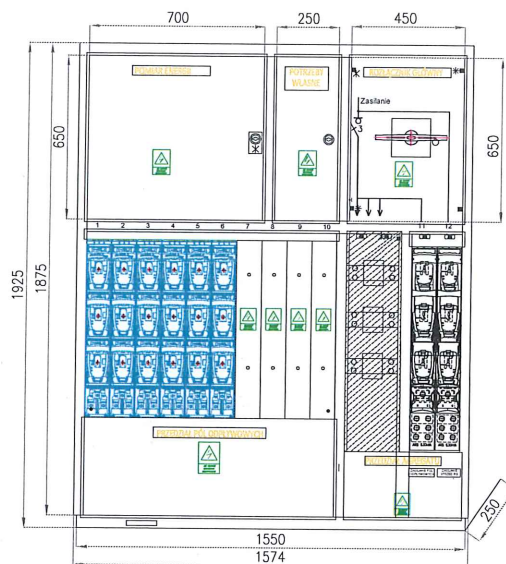 700
250
450
POMIAR ENERGII
POTRZEBY
WŁASNE
ROZŁĄCZNIK GŁÓWNY
Zasilanie
3
650
650
1925
1875
1 2 3 4 5 6 7 8 9 10 11 12
PRZEDZIAŁ PÓL ODPŁYWOWYCH
250
1550
1574